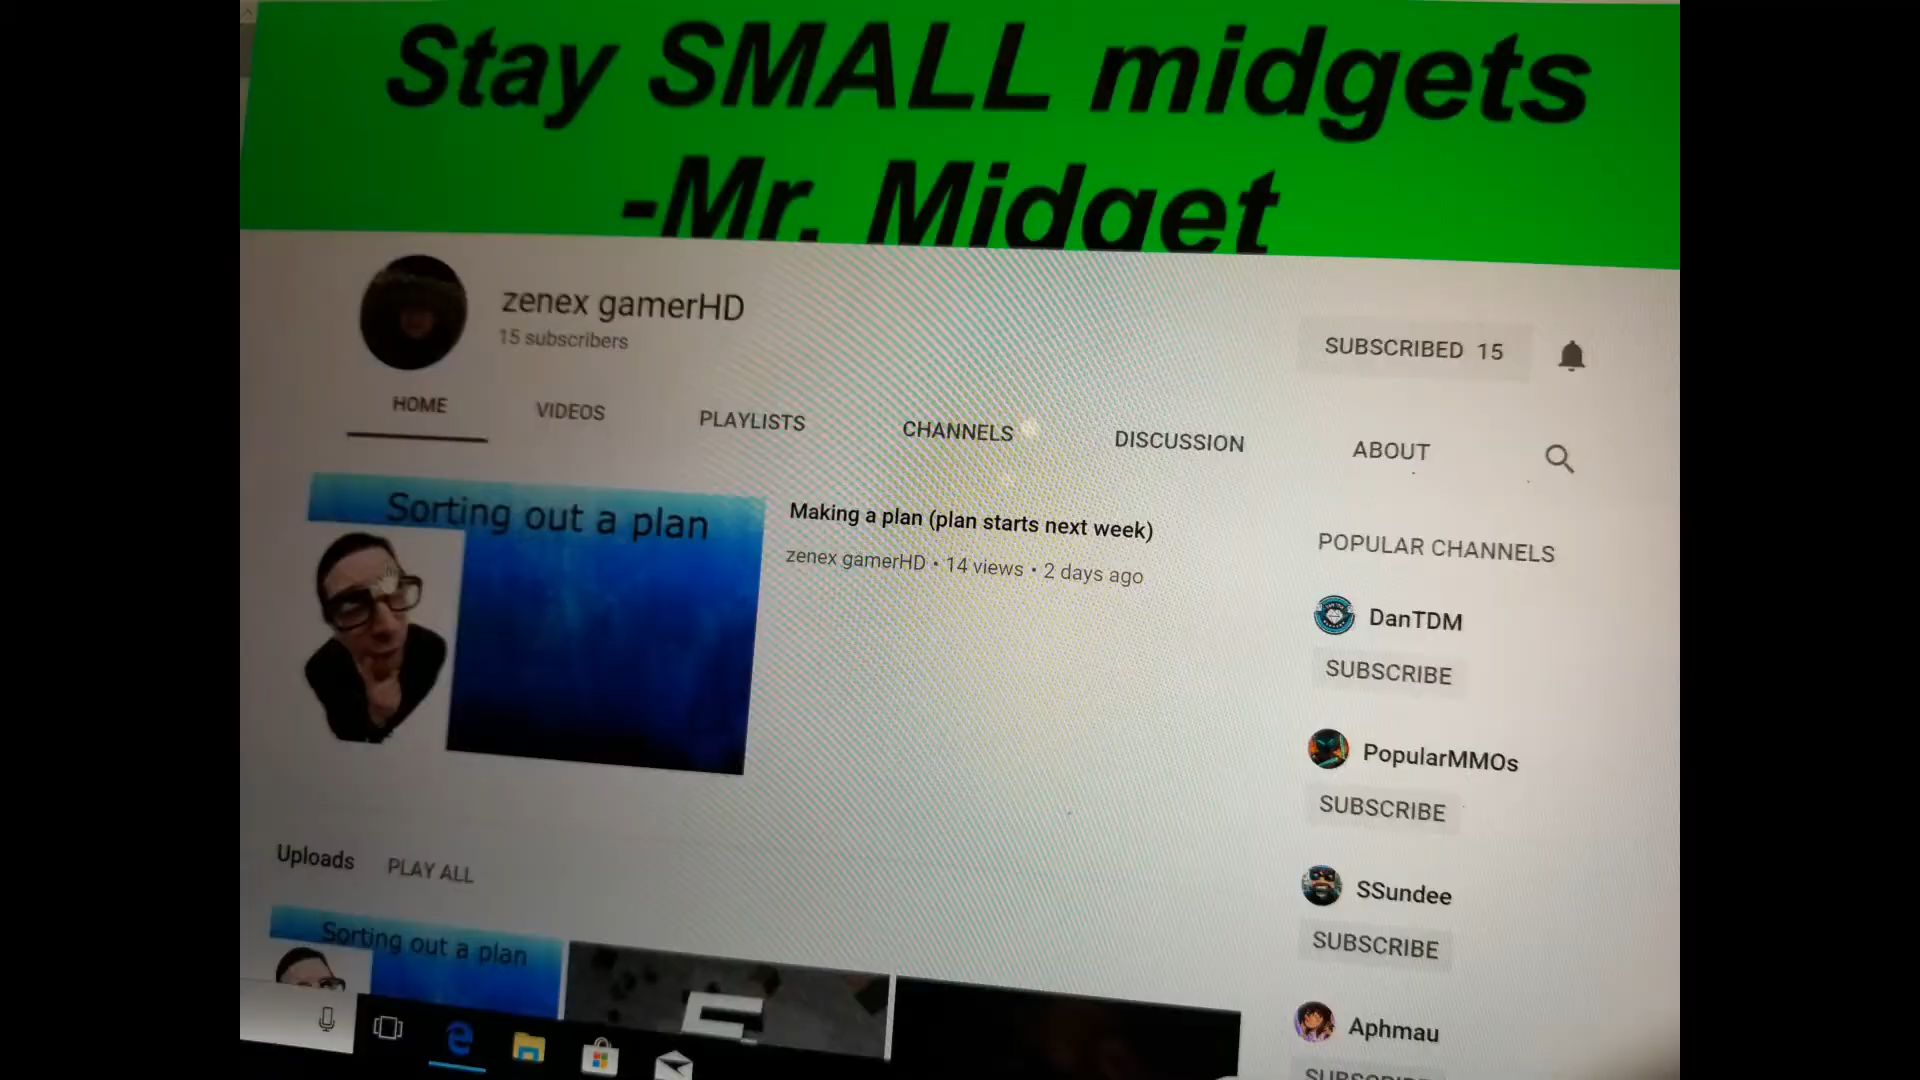 Stay SMALL midgets
-Mr. Midget
zenex gamerHD
15 subscribers
SUBSCRIBED 15
HOME
VIDEOS
PLAYLISTS
CHANNELS
DISCUSSION
ABOUT
Sorting out a plan
Making a plan (plan starts next week)
zenex gamerHD • 14 views • 2 days ago
POPULAR CHANNELS
DanTDM
SUBSCRIBE
PopularMMOs
SUBSCRIBE
SSundee
SUBSCRIBE
Aphmau
SUBSCRIBE
Uploads
PLAY ALL
Sorting out a plan